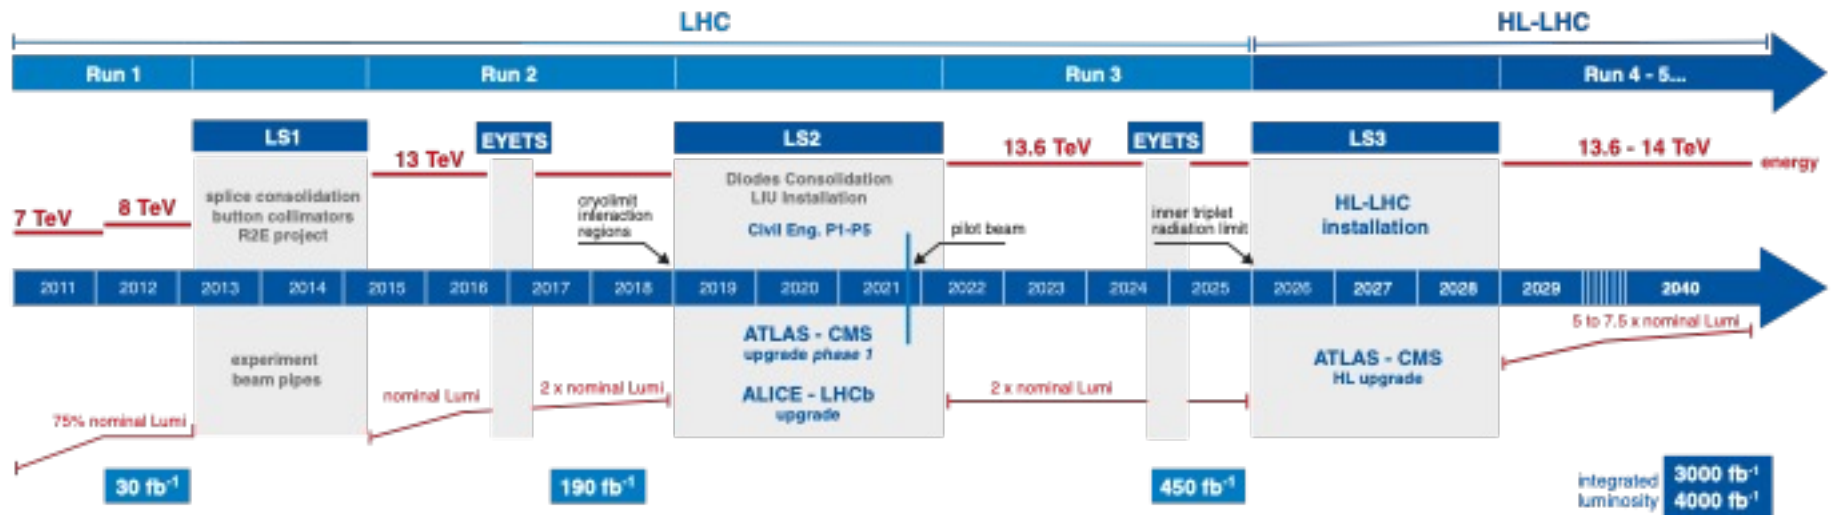 LHC
HL-LHC
Run 1
Run 2
Run 3
Run 4 - 5...
LS1
EYETS
LS2
EYETS
LS3
13 TeV
13.6 TeV
13.6 - 14 TeV
energy
7 TeV
8 TeV
splice consolidation
button collimators
R2E project
cryolimit
interaction
regions
Diodes Consolidation
LIU Installation
Civil Eng. P1-P5
pilot beam
inner triplet
radiation limit
HL-LHC
installation
2011
2012
2013
2014
2015
2016
2017
2018
2019
2020
2021
2022
2023
2024
2025
2026
2027
2028
2029
2040
5 to 7.5 x nominal Lumi
experiment
beam pipes
ATLAS - CMS
upgrade phase 1
ALICE - LHCb
upgrade
ATLAS - CMS
HL upgrade
75% nominal Lumi
nominal Lumi
2 x nominal Lumi
2 x nominal Lumi
30 fb⁻¹
190 fb⁻¹
450 fb⁻¹
integrated
luminosity
3000 fb⁻¹
4000 fb⁻¹